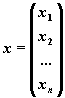 x = ( x₁
x₂
...
xₙ )